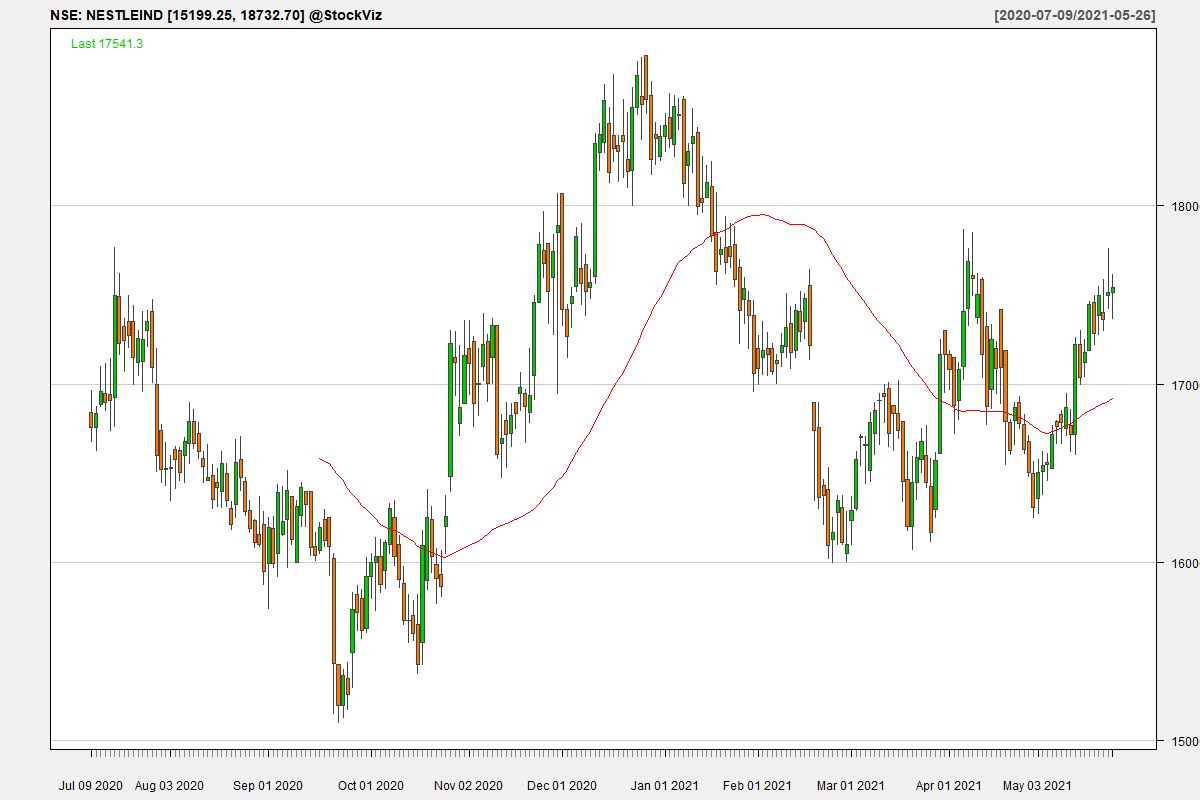 NSE: NESTLEIND [15199.25, 18732.70] @StockViz [2020-07-09/2021-05-26]
Last 17541.3
1800
1700
1600
1500
Jul 09 2020 Aug 03 2020 Sep 01 2020 Oct 01 2020 Nov 02 2020 Dec 01 2020 Jan 01 2021 Feb 01 2021 Mar 01 2021 Apr 01 2021 May 03 2021